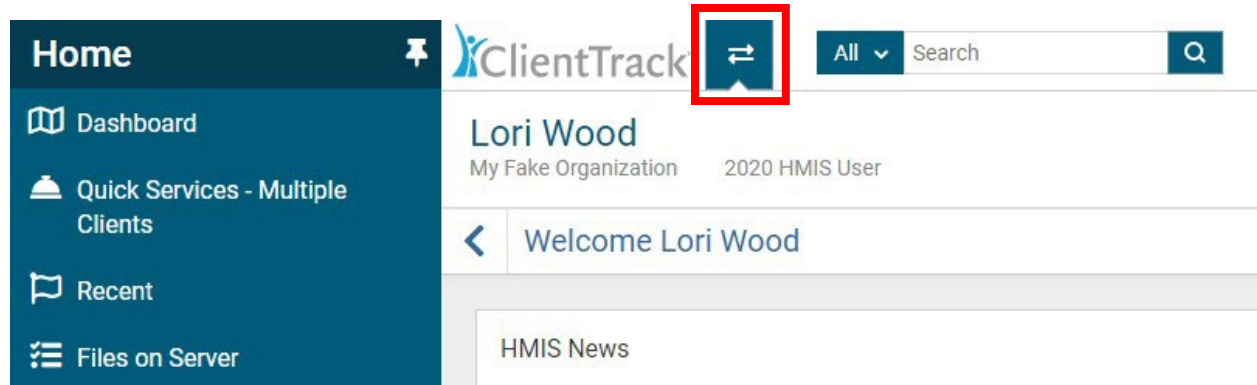 Home
Dashboard
Quick Services - Multiple
Clients
Recent
Files on Server
ClientTrack
All
Search
Lori Wood
My Fake Organization 2020 HMIS User
Welcome Lori Wood
HMIS News